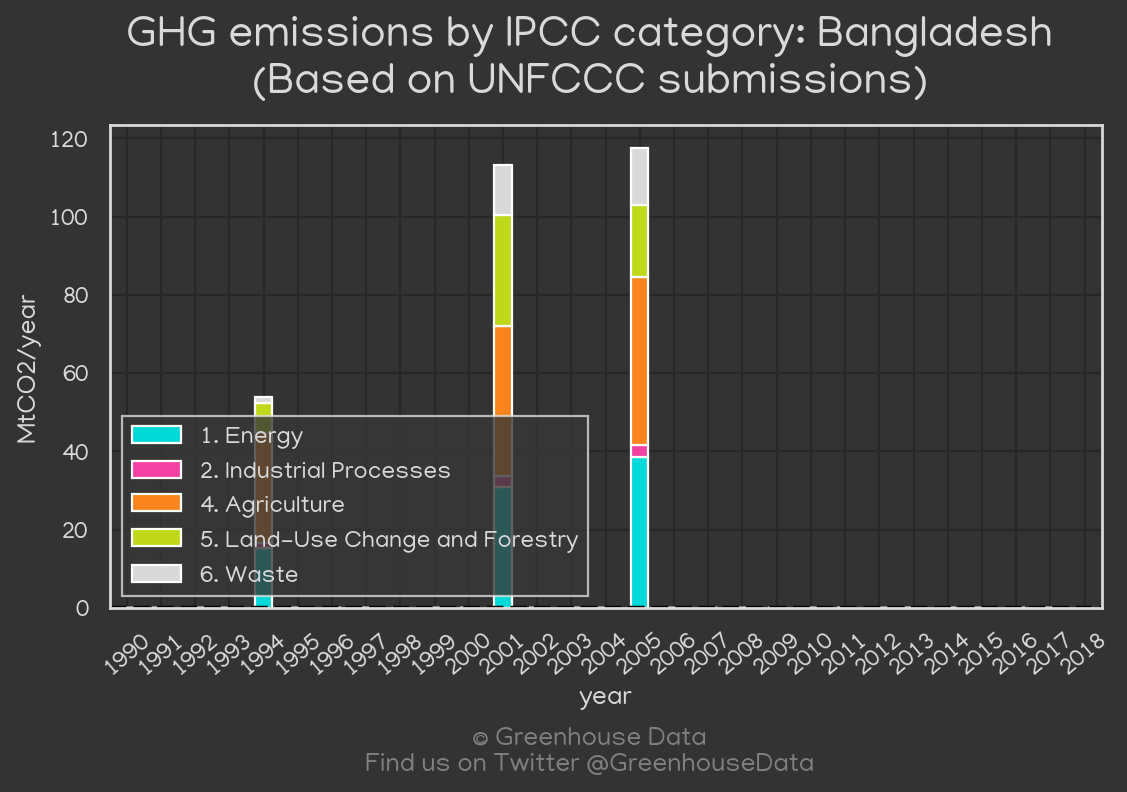 GHG emissions by IPCC category: Bangladesh
(Based on UNFCCC submissions)
120
100
80
60
40
20
0
MtCO2/year
1. Energy
2. Industrial Processes
4. Agriculture
5. Land-Use Change and Forestry
6. Waste
1990 1991 1992 1993 1994 1995 1996 1997 1998 1999 2000 2001 2002 2003 2004 2005 2006 2007 2008 2009 2010 2011 2012 2013 2014 2015 2016 2017 2018
year
© Greenhouse Data
Find us on Twitter @GreenhouseData